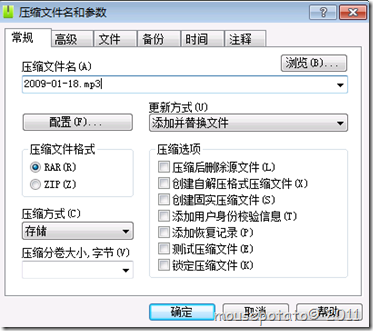 压缩文件名和参数
常规 高级 文件 备份 时间 注释
压缩文件名(A)
浏览(B)...
2009-01-18.mp3
更新方式(U)
配置(F)...
添加并替换文件
压缩文件格式
压缩选项
RAR(R)
压缩后删除源文件(L)
ZIP(Z)
创建自解压格式压缩文件(X)
创建固实压缩文件(S)
压缩方式(C)
添加用户身份校验信息(T)
存储
添加恢复记录(P)
压缩分卷大小,字节(V)
测试压缩文件(E)
锁定压缩文件(K)
确定 取消 帮助
mousepotato© 2011